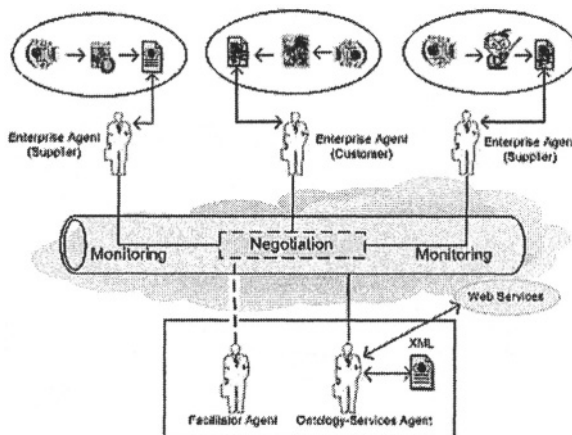 Enterprise Agent
(Supplier)
Enterprise Agent
(Customer)
Enterprise Agent
(Supplier)
Monitoring
Negotiation
Monitoring
Web Services
XML
Facilitator Agent
Ontology-Services Agent